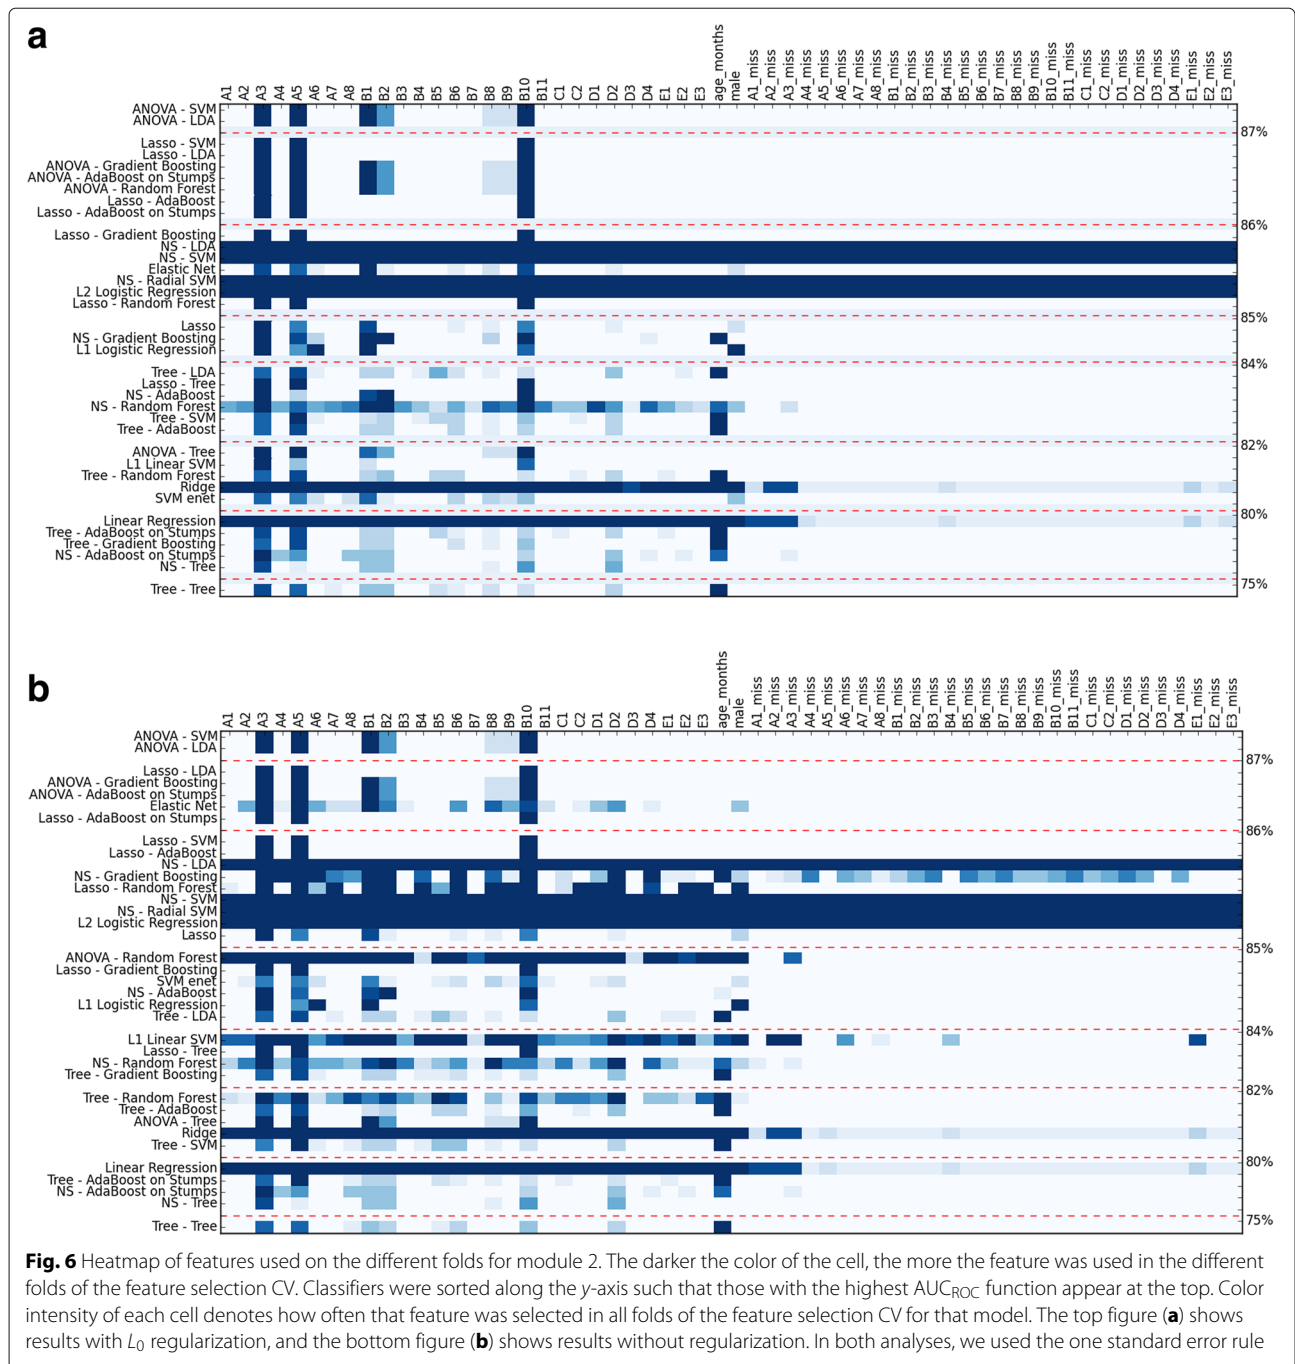 a
A1 A2 A3 A4 A5 A6 A7 A8 B1 B2 B3 B4 B5 B6 B7 B8 B9 B10 B11 C1 C2 D1 D2 D3 D4 E1 E2 E3 age_months male A1_miss A2_miss A3_miss A4_miss A5_miss A6_miss A7_miss A8_miss B1_miss B2_miss B3_miss B4_miss B5_miss B6_miss B7_miss B8_miss B9_miss B10_miss B11_miss C1_miss C2_miss D1_miss D2_miss D3_miss D4_miss E1_miss E2_miss E3_miss
ANOVA - SVM
ANOVA - LDA
87%
Lasso - SVM
Lasso - LDA
ANOVA - Gradient Boosting
ANOVA - AdaBoost on Stumps
ANOVA - Random Forest
Lasso - AdaBoost
Lasso - AdaBoost on Stumps
86%
Lasso - Gradient Boosting
NS - LDA
NS - SVM
Elastic Net
NS - Radial SVM
L2 Logistic Regression
Lasso - Random Forest
85%
Lasso
NS - Gradient Boosting
L1 Logistic Regression
84%
Tree - LDA
Lasso - Tree
NS - AdaBoost
NS - Random Forest
Tree - SVM
Tree - AdaBoost
82%
ANOVA - Tree
L1 Linear SVM
Tree - Random Forest
Ridge
SVM enet
80%
Linear Regression
Tree - AdaBoost on Stumps
Tree - Gradient Boosting
NS - AdaBoost on Stumps
NS - Tree
75%
Tree - Tree
b
A1 A2 A3 A4 A5 A6 A7 A8 B1 B2 B3 B4 B5 B6 B7 B8 B9 B10 B11 C1 C2 D1 D2 D3 D4 E1 E2 E3 age_months male A1_miss A2_miss A3_miss A4_miss A5_miss A6_miss A7_miss A8_miss B1_miss B2_miss B3_miss B4_miss B5_miss B6_miss B7_miss B8_miss B9_miss B10_miss B11_miss C1_miss C2_miss D1_miss D2_miss D3_miss D4_miss E1_miss E2_miss E3_miss
ANOVA - SVM
ANOVA - LDA
87%
Lasso - LDA
ANOVA - Gradient Boosting
ANOVA - AdaBoost on Stumps
Elastic Net
Lasso - AdaBoost on Stumps
86%
Lasso - SVM
Lasso - AdaBoost
NS - LDA
NS - Gradient Boosting
Lasso - Random Forest
NS - SVM
NS - Radial SVM
L2 Logistic Regression
Lasso
85%
ANOVA - Random Forest
Lasso - Gradient Boosting
SVM enet
NS - AdaBoost
L1 Logistic Regression
Tree - LDA
84%
L1 Linear SVM
Lasso - Tree
NS - Random Forest
Tree - Gradient Boosting
82%
Tree - Random Forest
Tree - AdaBoost
ANOVA - Tree
Ridge
Tree - SVM
80%
Linear Regression
Tree - AdaBoost on Stumps
NS - AdaBoost on Stumps
NS - Tree
75%
Tree - Tree
Fig. 6 Heatmap of features used on the different folds for module 2. The darker the color of the cell, the more the feature was used in the different
folds of the feature selection CV. Classifiers were sorted along the y-axis such that those with the highest AUCROC function appear at the top. Color
intensity of each cell denotes how often that feature was selected in all folds of the feature selection CV for that model. The top figure (a) shows
results with L0 regularization, and the bottom figure (b) shows results without regularization. In both analyses, we used the one standard error rule